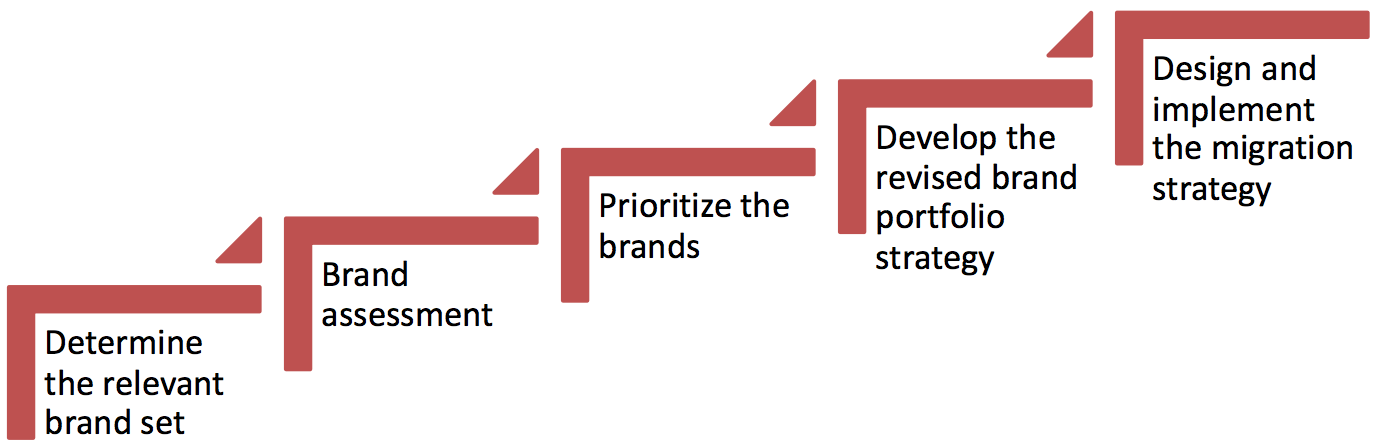 Determine
the relevant
brand set
Brand
assessment
Prioritize the
brands
Develop the
revised brand
portfolio
strategy
Design and
implement
the migration
strategy